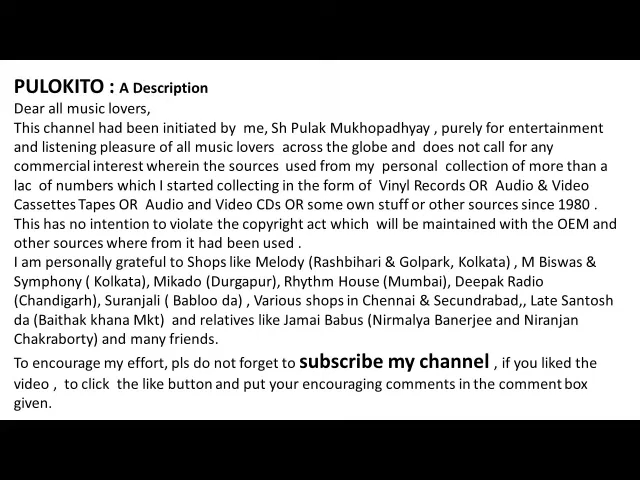 PULOKITO : A Description
Dear all music lovers,
This channel had been initiated by me, Sh Pulak Mukhopadhyay , purely for entertainment
and listening pleasure of all music lovers across the globe and does not call for any
commercial interest wherein the sources used from my personal collection of more than a
lac of numbers which I started collecting in the form of Vinyl Records OR Audio & Video
Cassettes Tapes OR Audio and Video CDs OR some own stuff or other sources since 1980 .
This has no intention to violate the copyright act which will be maintained with the OEM and
other sources where from it had been used .
I am personally grateful to Shops like Melody (Rashbihari & Golpark, Kolkata) , M Biswas &
Symphony ( Kolkata), Mikado (Durgapur), Rhythm House (Mumbai), Deepak Radio
(Chandigarh), Suranjali ( Babloo da) , Various shops in Chennai & Secundrabad,, Late Santosh
da (Baithak khana Mkt) and relatives like Jamai Babus (Nirmalya Banerjee and Niranjan
Chakraborty) and many friends.
To encourage my effort, pls do not forget to subscribe my channel , if you liked the
video , to click the like button and put your encouraging comments in the comment box
given.